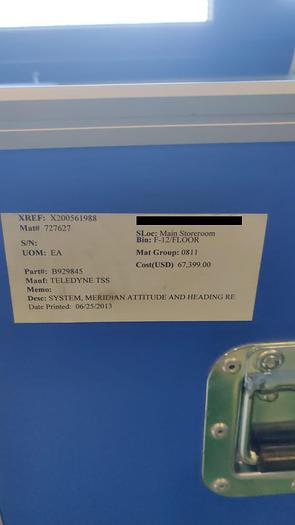 XREF: X200561988
Mat# 727627
SLoc: Main Storeroom
S/N:
Bin: F-12/FLOOR
UOM: EA
Mat Group: 0811
Part#: B929845
Cost(USD) 67,399.00
Manf: TELEDYNE TSS
Memo:
Desc: SYSTEM, MERIDIAN ATTITUDE AND HEADING RE
Date Printed: 06/25/2013